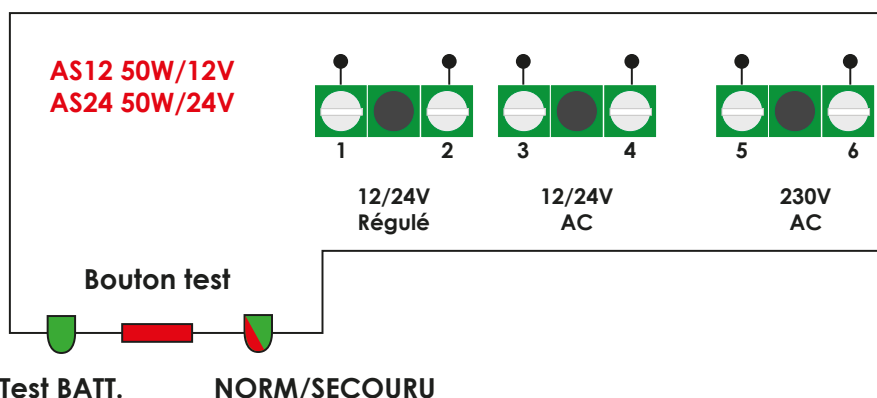 AS12 50W/12V
AS24 50W/24V
1 2 3 4 5 6
12/24V 12/24V 230V
Régulé AC AC
Bouton test
Test BATT. NORM/SECOURU